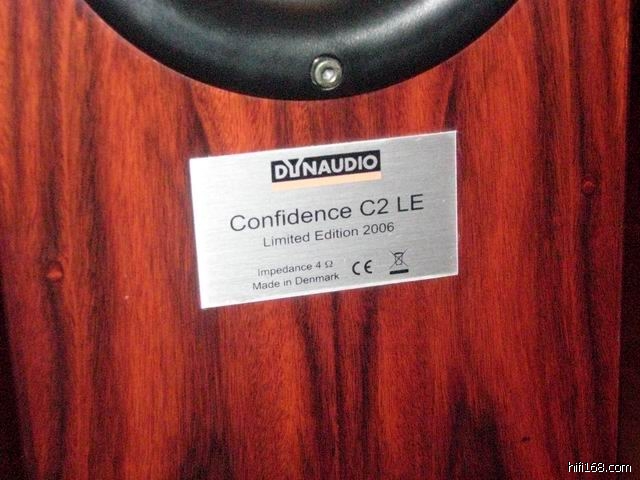 DYNAUDIO
Confidence C2 LE
Limited Edition 2006
Impedance 4 Ω
Made in Denmark
CE
hifi168.com